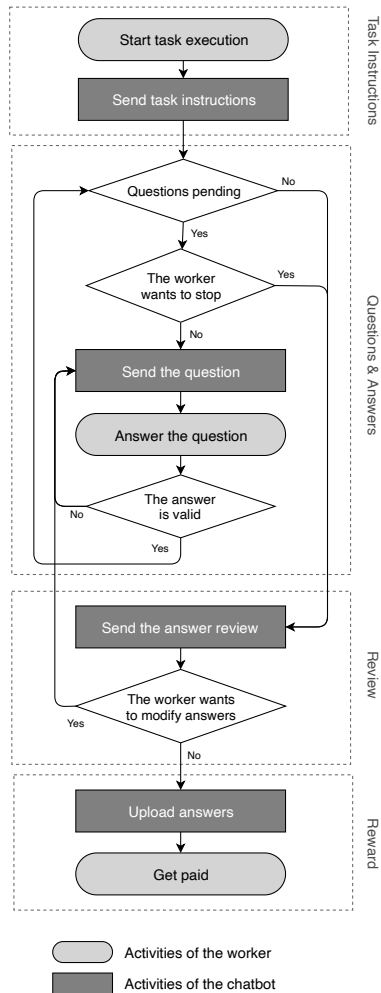 Start task execution
Send task instructions
Task Instructions
Questions pending
No
Yes
The worker
wants to stop
Yes
No
Send the question
Answer the question
The answer
is valid
No
Yes
Questions & Answers
Send the answer review
The worker wants
to modify answers
Yes
No
Review
Upload answers
Get paid
Reward
Activities of the worker
Activities of the chatbot